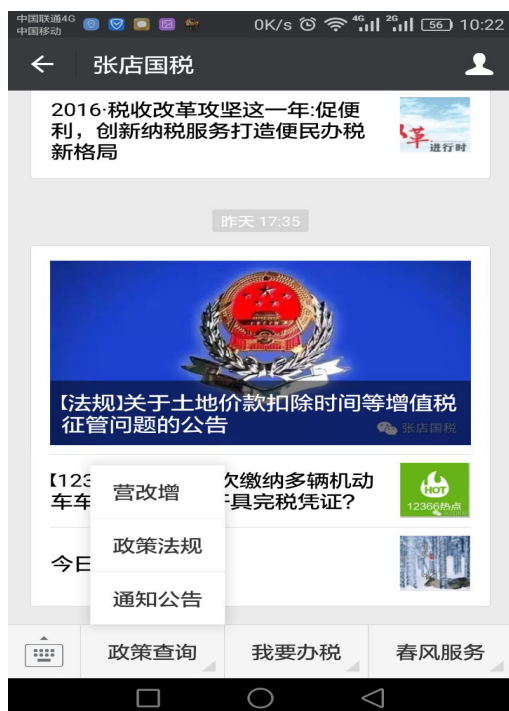 中国联通4G
中国移动
0K/s 4G 2G 56 10:22
张店国税
2016·税收改革攻坚这一年:促便
利，创新纳税服务打造便民办税
新格局
革
进行时
昨天 17:35
【法规】关于土地价款扣除时间等增值税
征管问题的公告
张店国税
【123
次缴纳多辆机动
车车
具完税凭证？
HOT
12366热点
今日
营改增
政策法规
通知公告
政策查询
我要办税
春风服务